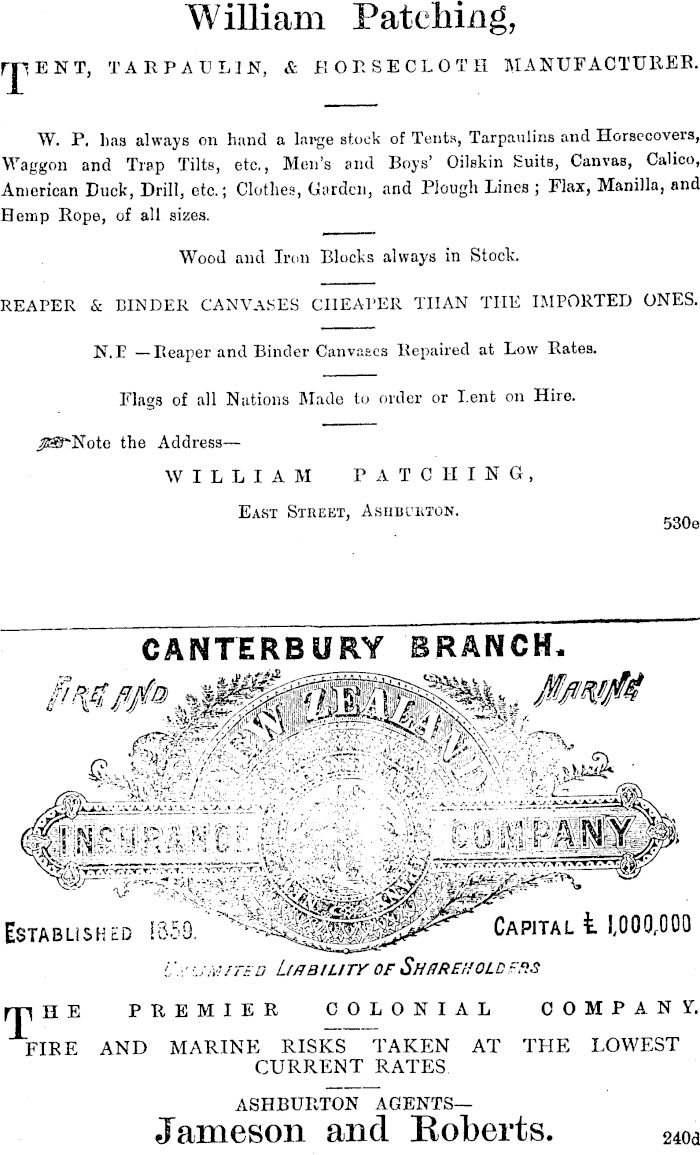 William Patching,
TENT, TARPAULIN, & HORSECLOTH MANUFACTURER.
W. P. has always on hand a large stock of Tents, Tarpaulins and Horsecovers,
Waggon and Trap Tilts, etc., Men's and Boys' Oilskin Suits, Canvas, Calico,
American Duck, Drill, etc.; Clothes, Garden, and Plough Lines; Flax, Manilla, and
Hemp Rope, of all sizes.
Wood and Iron Blocks always in Stock.
REAPER & BINDER CANVASES CHEAPER THAN THE IMPORTED ONES.
N.B —Reaper and Binder Canvases Repaired at Low Rates.
Flags of all Nations Made to order or Lent on Hire.
☞Note the Address—
WILLIAM PATCHING,
EAST STREET, ASHBURTON.
530e
CANTERBURY BRANCH.
FIRE AND MARINE
NEW ZEALAND
INSURANCE COMPANY
ESTABLISHED 1859.
CAPITAL £1,000,000
UNLIMITED LIABILITY OF SHAREHOLDERS
THE PREMIER COLONIAL COMPANY.
FIRE AND MARINE RISKS TAKEN AT THE LOWEST
CURRENT RATES.
ASHBURTON AGENTS—
Jameson and Roberts.
240d